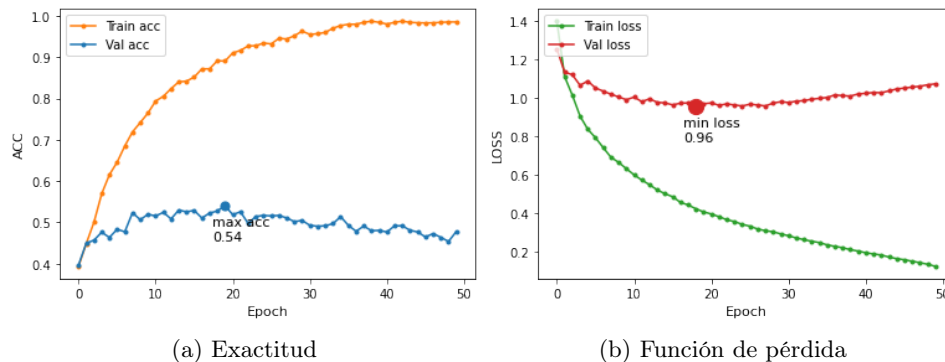 1.0
0.9
0.8
0.7
0.6
0.5
0.4
ACC
Train acc
Val acc
max acc
0.54
0
10
20
30
40
50
Epoch
(a) Exactitud
1.4
1.2
1.0
0.8
0.6
0.4
0.2
LOSS
Train loss
Val loss
min loss
0.96
0
10
20
30
40
50
Epoch
(b) Función de pérdida